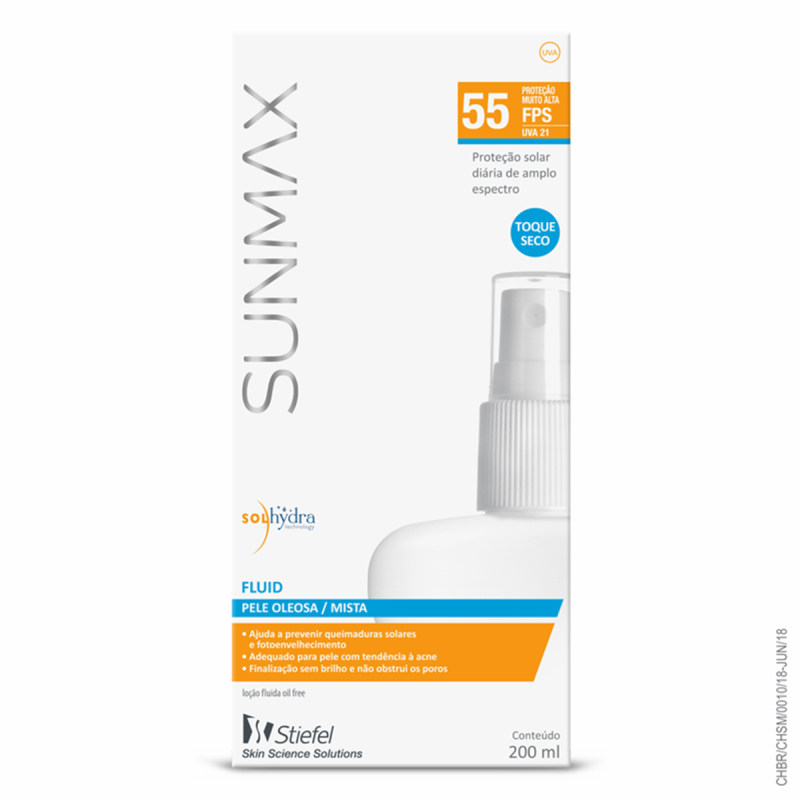 UVA
SUNMAX
55
PROTEÇÃO
MUITO ALTA
FPS
UVA 21
Proteção solar
diária de amplo
espectro
TOQUE
SECO
solhydra
technology
FLUID
PELE OLEOSA / MISTA
• Ajuda a prevenir queimaduras solares
e fotoenvelhecimento
• Adequado para pele com tendência à acne
• Finalização sem brilho e não obstrui os poros
loção fluida oil free
Stiefel
Skin Science Solutions
Conteúdo
200 ml
CHBR/CHSM/0010/18-JUN/18